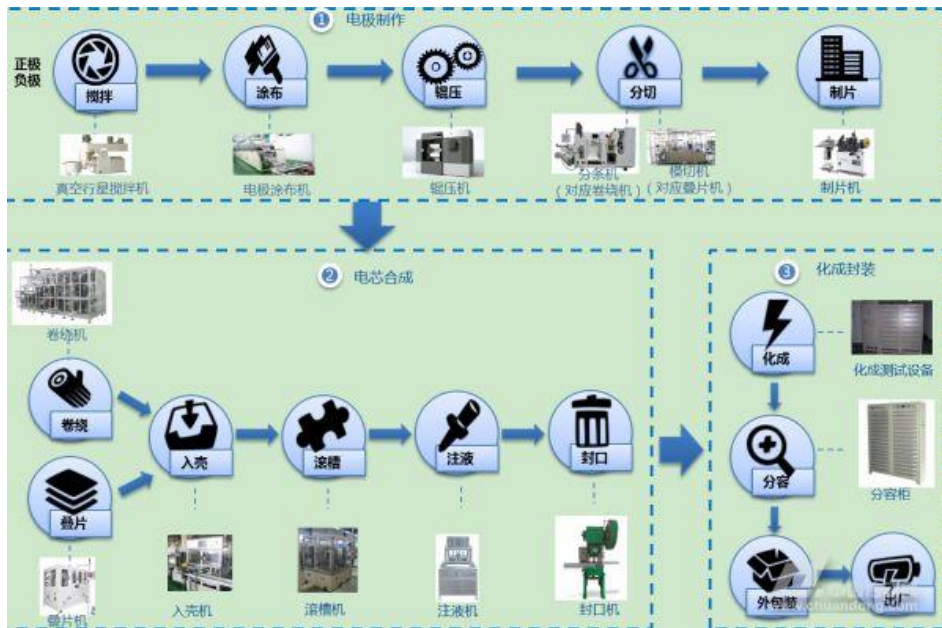 1 电极制作
正极
负极
搅拌
涂布
辊压
分切
制片
真空行星搅拌机
电极涂布机
辊压机
分条机
(对应卷绕机)
模切机
(对应叠片机)
制片机
2 电芯合成
卷绕机
卷绕
叠片
叠片机
入壳
滚槽
注液
封口
入壳机
滚槽机
注液机
封口机
3 化成封装
化成
化成测试设备
分容
分容柜
外包装
出厂
www.chuandong.com